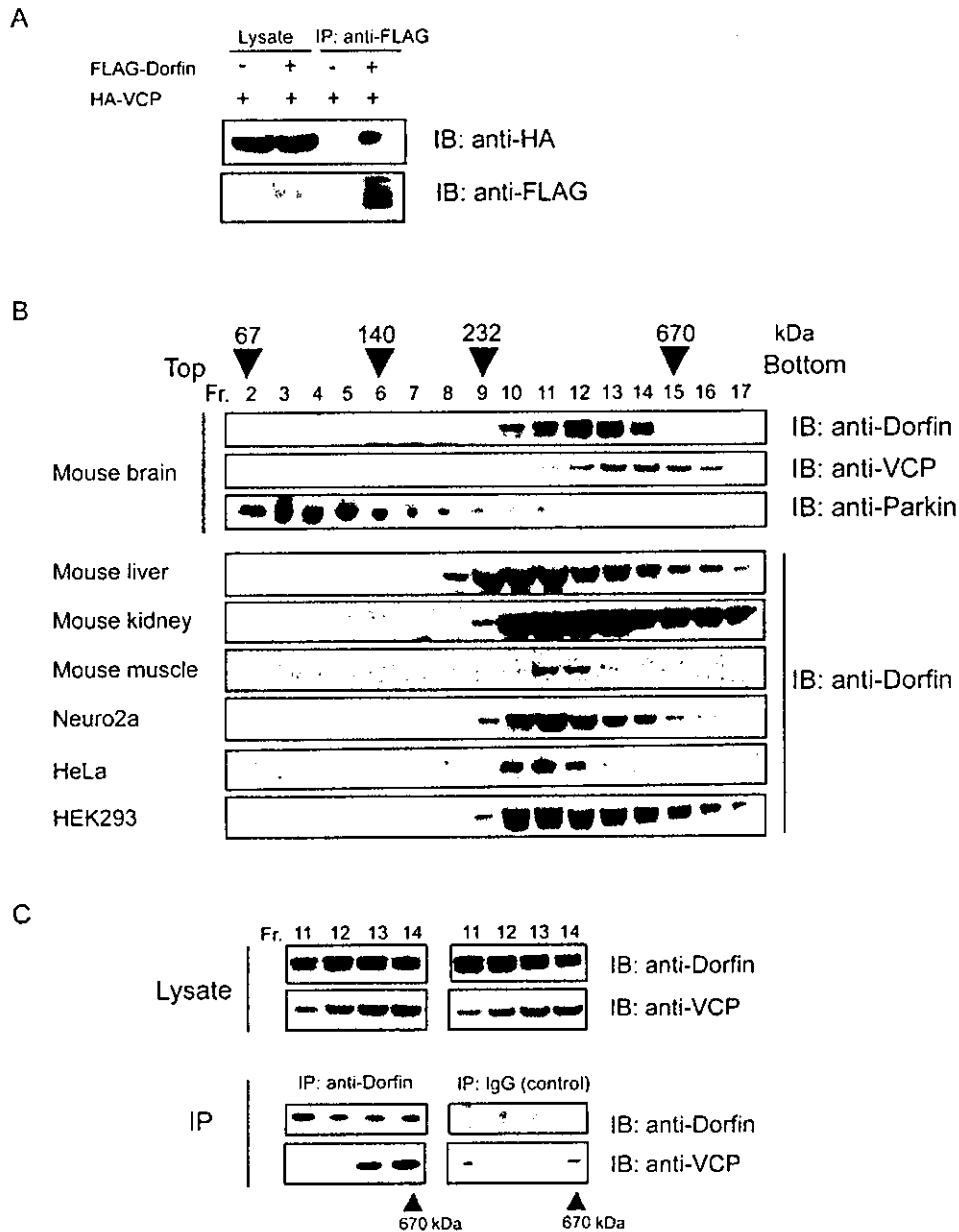 A
Lysate IP: anti-FLAG
FLAG-Dorfin - + - +
HA-VCP + + + +
IB: anti-HA
IB: anti-FLAG
B
67 140 232 670 kDa
Top Bottom
Fr. 2 3 4 5 6 7 8 9 10 11 12 13 14 15 16 17
Mouse brain
IB: anti-Dorfin
IB: anti-VCP
IB: anti-Parkin
Mouse liver
Mouse kidney
Mouse muscle
Neuro2a
HeLa
HEK293
IB: anti-Dorfin
C
Fr. 11 12 13 14 11 12 13 14
Lysate
IB: anti-Dorfin
IB: anti-VCP
IP: anti-Dorfin IP: IgG (control)
IP
IB: anti-Dorfin
IB: anti-VCP
670 kDa 670 kDa